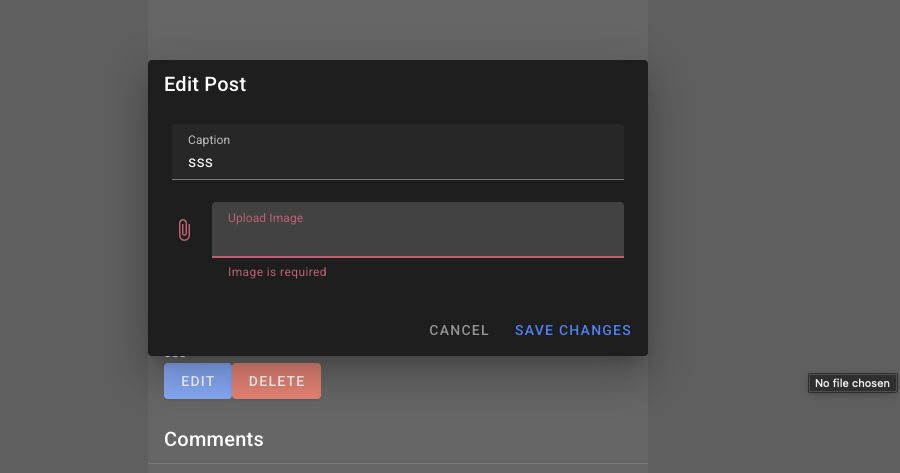 Edit Post
Caption
sss
Upload Image
Image is required
CANCEL
SAVE CHANGES
EDIT
DELETE
No file chosen
Comments